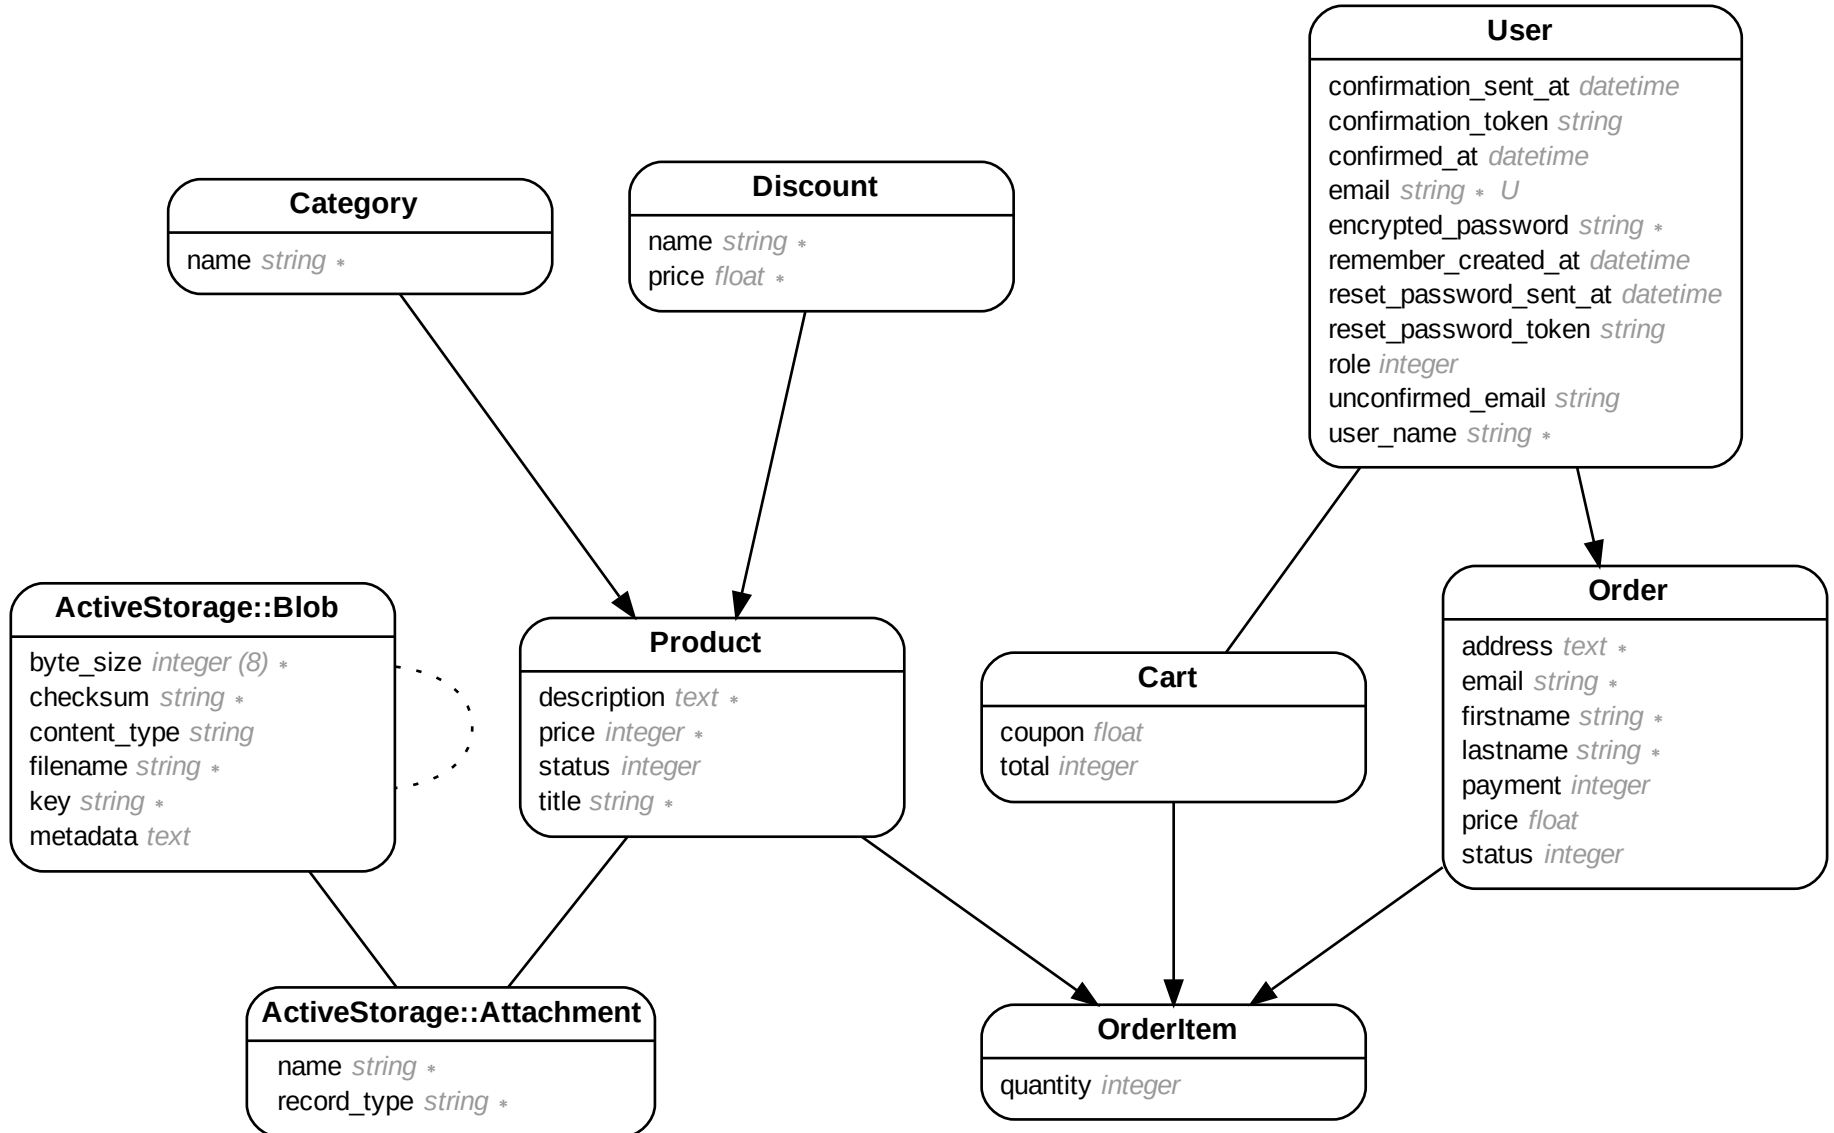 User
confirmation_sent_at datetime
confirmation_token string
confirmed_at datetime
email string * U
encrypted_password string *
remember_created_at datetime
reset_password_sent_at datetime
reset_password_token string
role integer
unconfirmed_email string
user_name string *
Category
name string *
Discount
name string *
price float *
ActiveStorage::Blob
byte_size integer (8) *
checksum string *
content_type string
filename string *
key string *
metadata text
Product
description text *
price integer *
status integer
title string *
Cart
coupon float
total integer
Order
address text *
email string *
firstname string *
lastname string *
payment integer
price float
status integer
ActiveStorage::Attachment
name string *
record_type string *
OrderItem
quantity integer